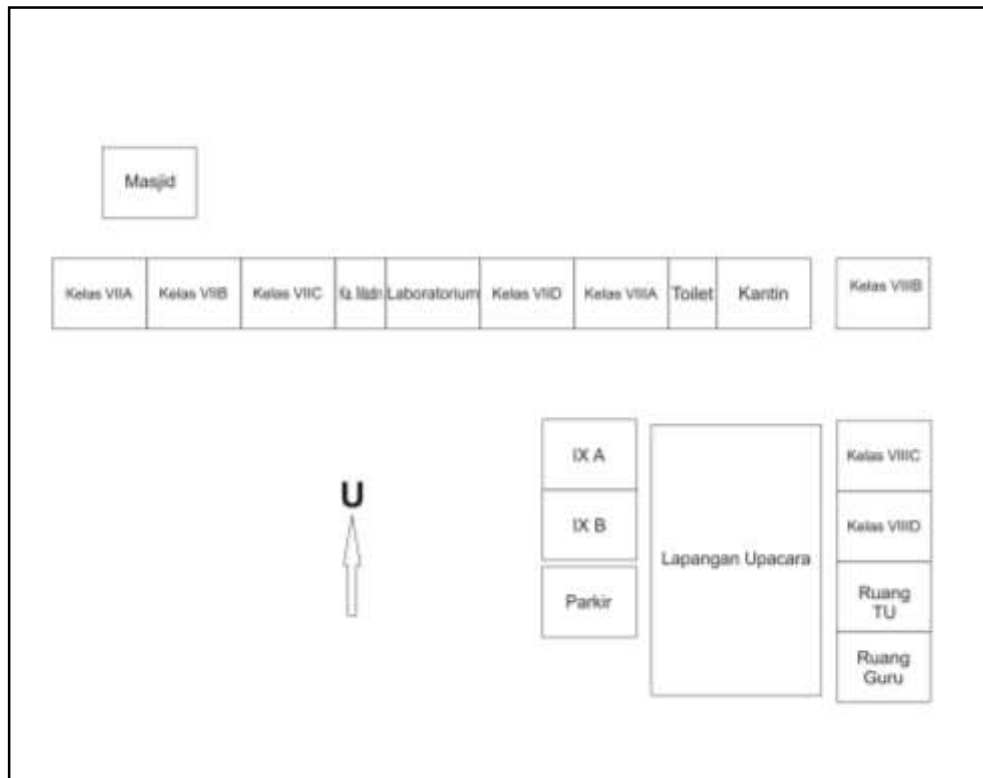 Masjid
Kelas VIIA
Kelas VIIB
Kelas VIIC
Laboratorium
Kelas VIID
Kelas VIIIA
Toilet
Kantin
Kelas VIIIB
IX A
IX B
Parkir
U
Lapangan Upacara
Kelas VIIIC
Kelas VIIID
Ruang
TU
Ruang
Guru